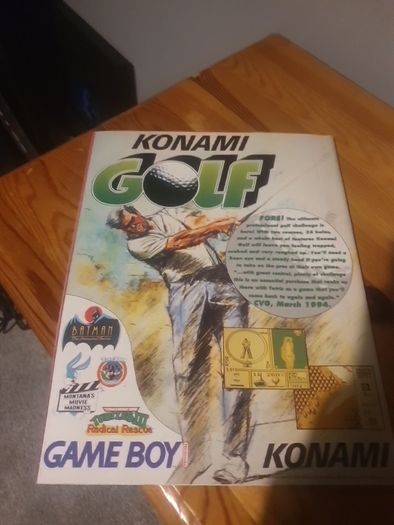 KONAMI
GOLF
FORE! The ultimate
professional golf challenge is
here! With two courses, 36 holes,
and a whole host of features Konami
Golf will leave you feeling trapped,
soaked and very roughed up. You'll need a
keen eye and a steady hand if you're going
to take on the pros at their own game.
"...with great control, plenty of challenge
this is an essential purchase that ranks up
there with Tetris as a game that you'll
come back to again and again."
CVG, March 1994.
BATMAN
MONTANA'S
MOVIE
MADNESS
TURTLES III
Radical Rescue
GAME BOY
KONAMI